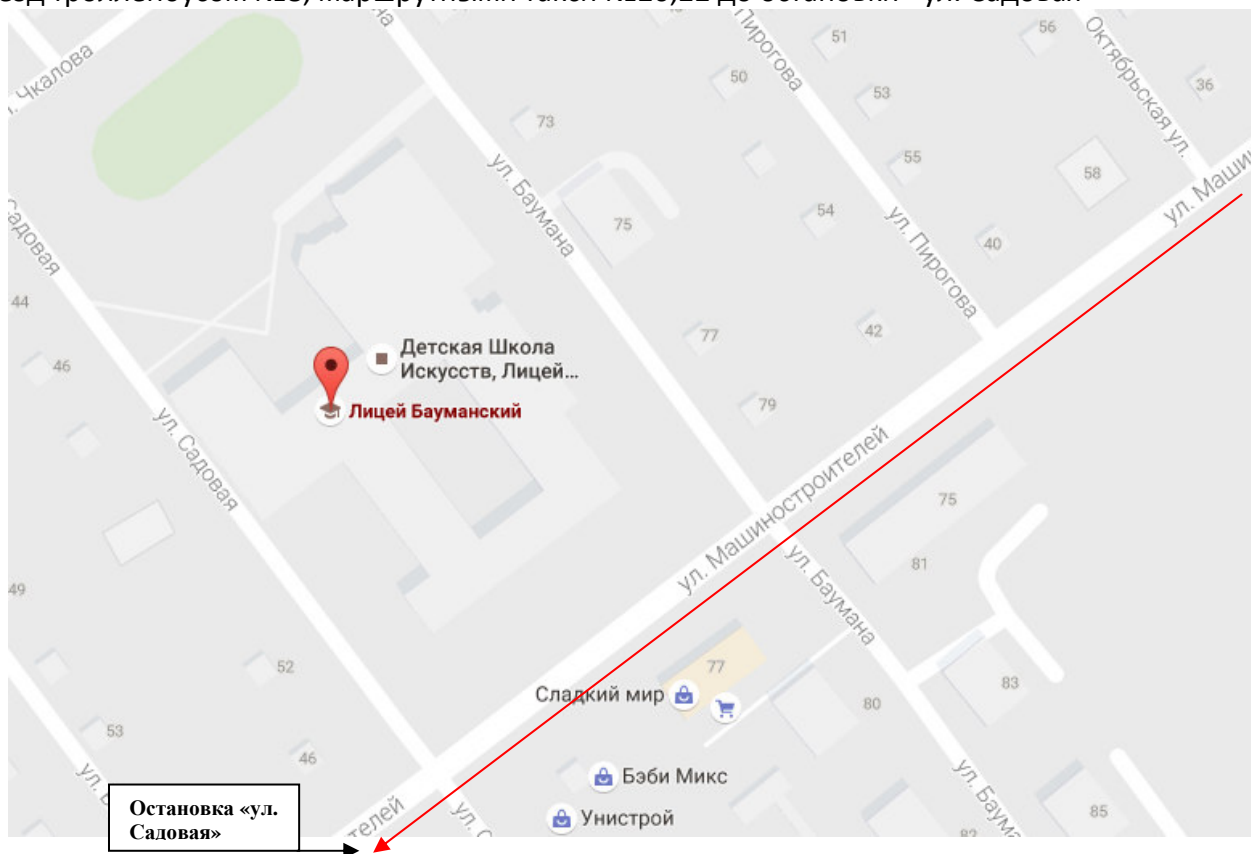 ул. Садовая
Пирогова
51
56
Октябрьская ул.
36
Чкалова
50
53
73
55
58
ул. Маши
ул. Баумана
75
54
ул. Пирогова
40
44
77
42
Детская Школа
Искусств, Лицей...
46
Лицей Бауманский
79
ул. Садовая
ул. Машиностроителей
75
81
ул. Баумана
49
52
77
83
Сладкий мир
80
53
46
Бэби Микс
Остановка «ул.
Садовая»
Унистрой
85